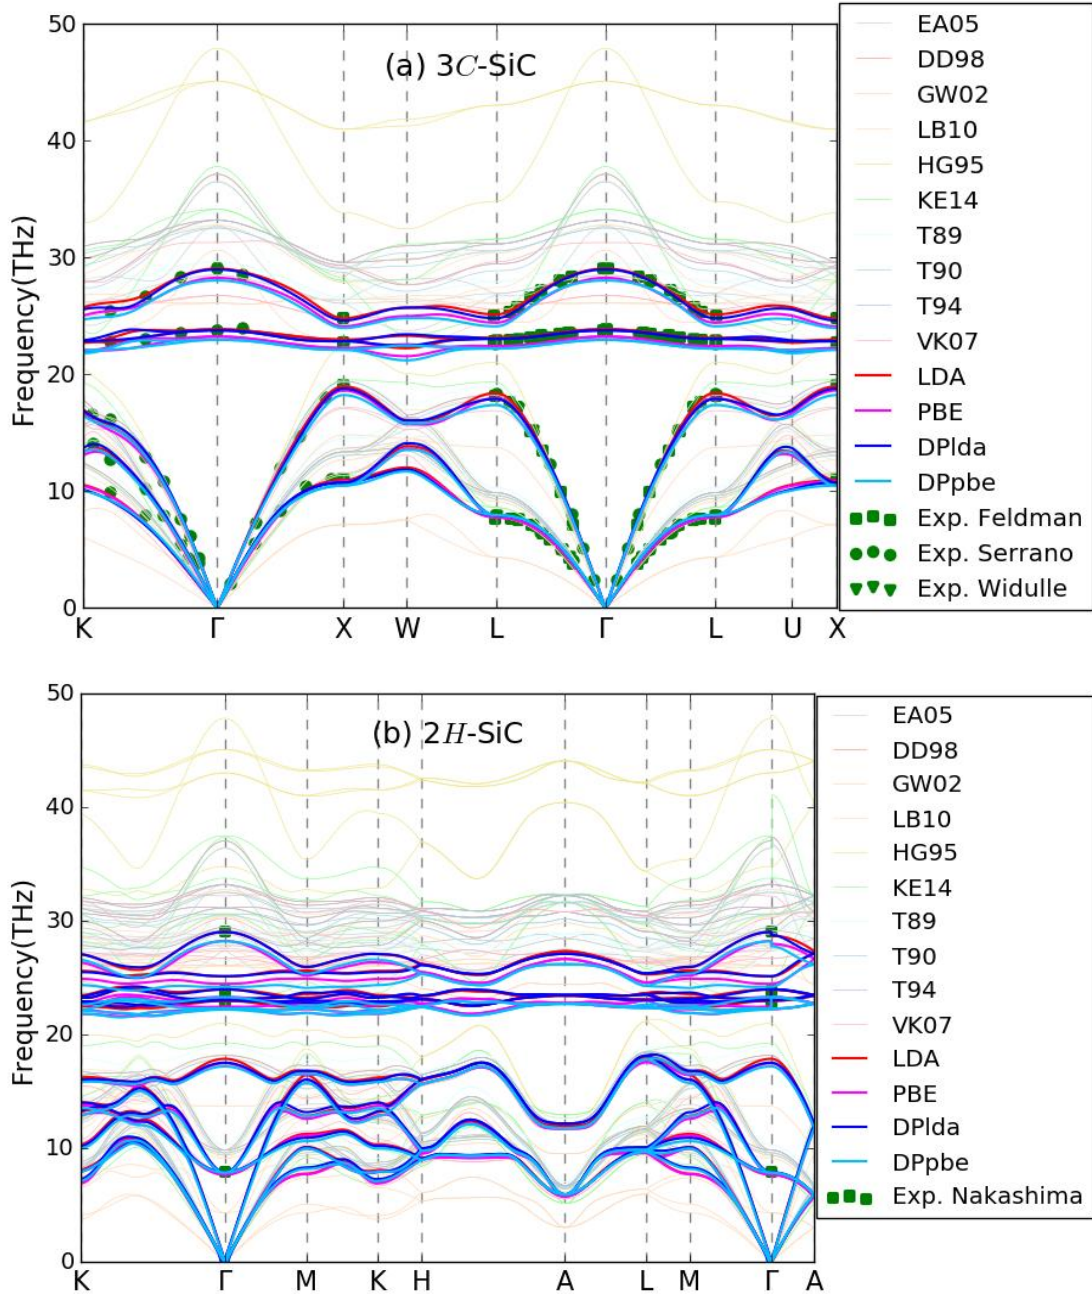 (a) 3C-SiC
Frequency(THz)
50
40
30
20
10
0
K Γ X W L Γ L U X
EA05
DD98
GW02
LB10
HG95
KE14
T89
T90
T94
VK07
LDA
PBE
DPlda
DPpbe
Exp. Feldman
Exp. Serrano
Exp. Widulle
(b) 2H-SiC
Frequency(THz)
50
40
30
20
10
0
K Γ M K H A L M Γ A
EA05
DD98
GW02
LB10
HG95
KE14
T89
T90
T94
VK07
LDA
PBE
DPlda
DPpbe
Exp. Nakashima